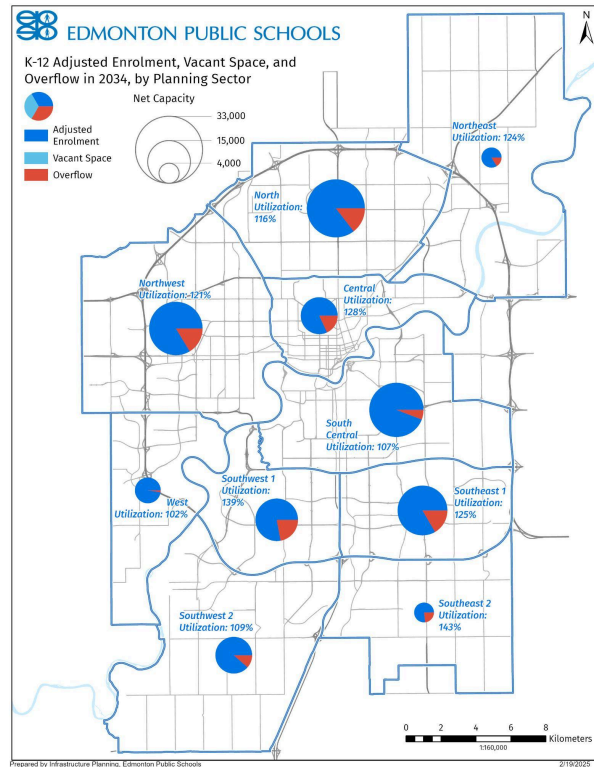 EDMONTON PUBLIC SCHOOLS
K-12 Adjusted Enrolment, Vacant Space, and
Overflow in 2034, by Planning Sector
Adjusted
Enrolment
Vacant Space
Overflow
Net Capacity
33,000
15,000
4,000
N
Northeast
Utilization: 124%
North
Utilization:
116%
Northwest
Utilization: 121%
Central
Utilization:
128%
South
Central
Utilization: 107%
West
Utilization: 102%
Southwest 1
Utilization:
139%
Southeast 1
Utilization:
125%
Southwest 2
Utilization: 109%
Southeast 2
Utilization:
143%
0 2 4 6 8
Kilometers
1:160,000
Prepared by Infrastructure Planning, Edmonton Public Schools
2/19/2025